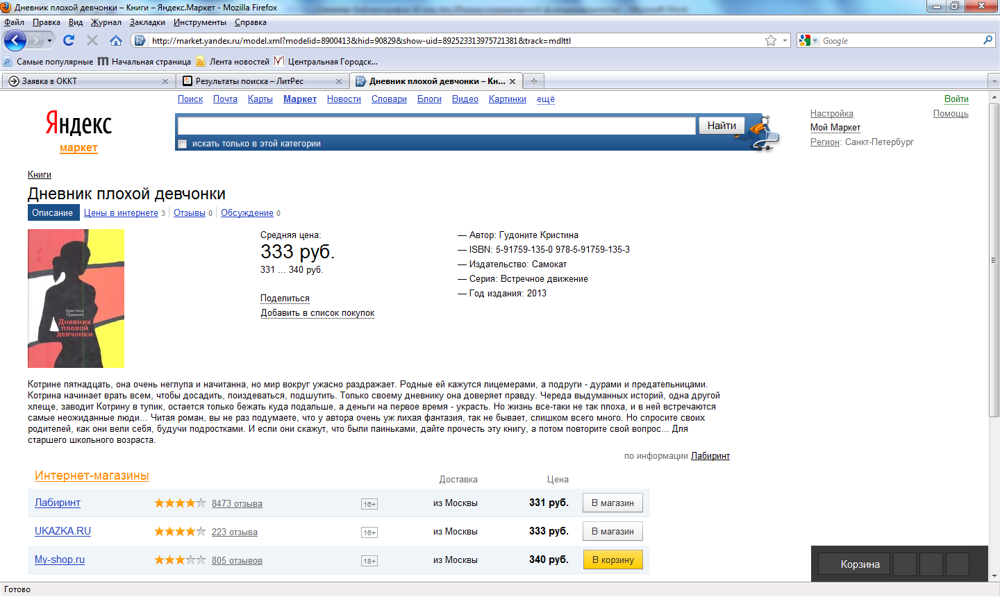 Дневник плохой девчонки – Книги – Яндекс.Маркет - Mozilla Firefox
Файл Правка Вид Журнал Закладки Инструменты Справка
http://market.yandex.ru/model.xml?modelid=8900413&hid=90829&show-uid=892523313975721381&track=mdlttl
Google
Самые популярные Начальная страница Лента новостей Центральная Городск...
Заявка в ОККТ Результаты поиска – ЛитРес Дневник плохой девчонки – Кн...
Поиск Почта Карты Маркет Новости Словари Блоги Видео Картинки ещё Войти
Яндекс
маркет
Найти
искать только в этой категории
Настройка Помощь
Мой Маркет
Регион: Санкт-Петербург
Книги
Дневник плохой девчонки
Описание Цены в интернете 3 Отзывы 0 Обсуждение 0
Кристина
Гудоните
Дневник
плохой
девчонки
Средняя цена:
333 руб.
331 ... 340 руб.
Поделиться
Добавить в список покупок
— Автор: Гудоните Кристина
— ISBN: 5-91759-135-0 978-5-91759-135-3
— Издательство: Самокат
— Серия: Встречное движение
— Год издания: 2013
Котрине пятнадцать, она очень неглупа и начитанна, но мир вокруг ужасно раздражает. Родные ей кажутся лицемерами, а подруги - дурами и предательницами.
Котрина начинает врать всем, чтобы досадить, поиздеваться, подшутить. Только своему дневнику она доверяет правду. Череда выдуманных историй, одна другой
хлеще, заводит Котрину в тупик, остается только бежать куда подальше, а деньги на первое время - украсть. Но жизнь все-таки не так плоха, и в ней встречаются
самые неожиданные люди... Читая роман, вы не раз подумаете, что у автора очень уж лихая фантазия, так не бывает, слишком всего много. Но спросите своих
родителей, как они вели себя, будучи подростками. И если они скажут, что были паиньками, дайте прочесть эту книгу, а потом повторите свой вопрос... Для
старшего школьного возраста.
по информации Лабиринт
Интернет-магазины Доставка Цена
Лабиринт 8473 отзыва 16+ из Москвы 331 руб. В магазин
UKAZKA.RU 223 отзыва 16+ из Москвы 333 руб. В магазин
My-shop.ru 805 отзывов 18+ из Москвы 340 руб. В корзину
Корзина
Готово